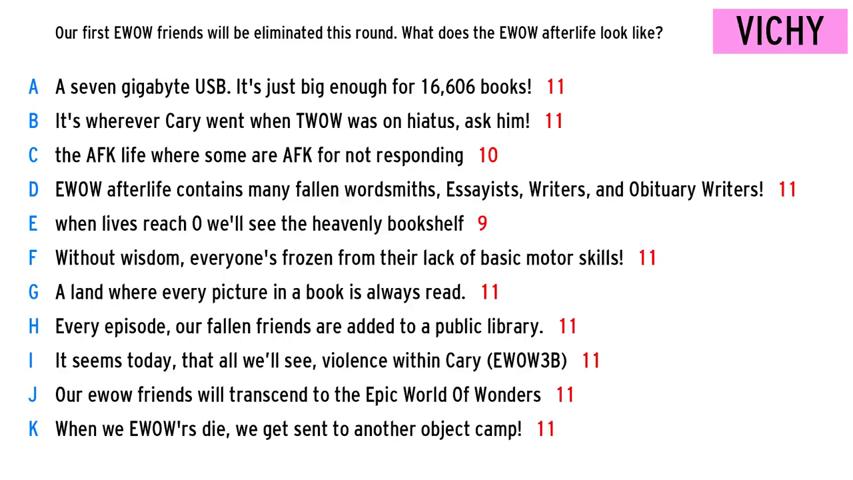 Our first EWOW friends will be eliminated this round. What does the EWOW afterlife look like?
VICHY
A A seven gigabyte USB. It's just big enough for 16,606 books! 11
B It's wherever Cary went when TWOW was on hiatus, ask him! 11
C the AFK life where some are AFK for not responding 10
D EWOW afterlife contains many fallen wordsmiths, Essayists, Writers, and Obituary Writers! 11
E when lives reach 0 we'll see the heavenly bookshelf 9
F Without wisdom, everyone's frozen from their lack of basic motor skills! 11
G A land where every picture in a book is always read. 11
H Every episode, our fallen friends are added to a public library. 11
I It seems today, that all we'll see, violence within Cary (EWOW3B) 11
J Our ewow friends will transcend to the Epic World Of Wonders 11
K When we EWOW'rs die, we get sent to another object camp! 11